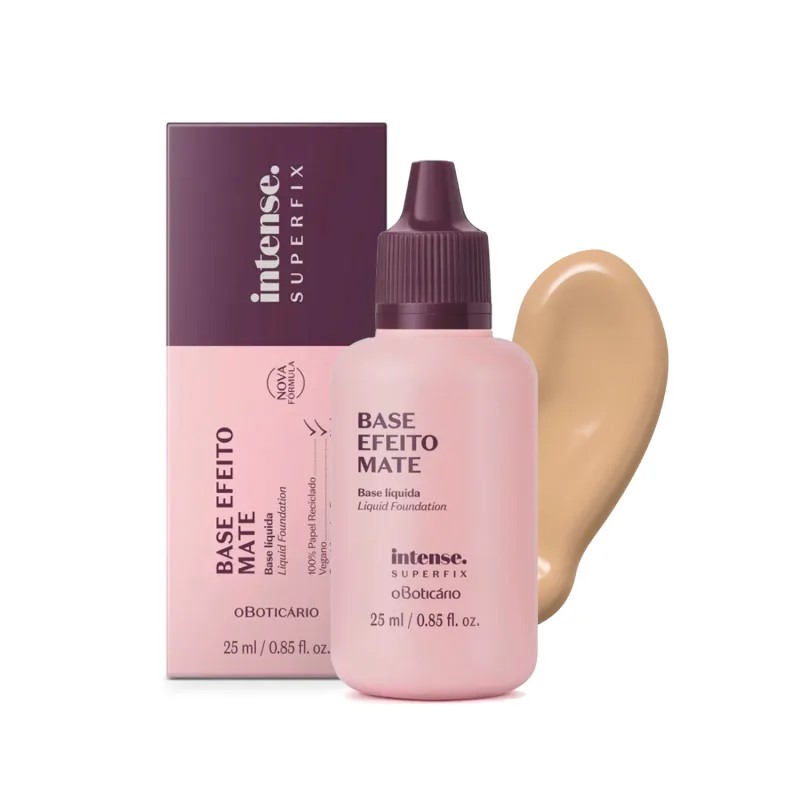 intense.
SUPERFIX
NOVA
FÓRMULA
BASE EFEITO
MATE
Base líquida
Liquid Foundation
100% Papel Reciclado
Vegano
oBOTICÁRIO
25 ml / 0.85 fl. oz.
BASE
EFEITO
MATE
Base líquida
Liquid Foundation
intense.
SUPERFIX
oBOTICÁRIO
25 ml / 0.85 fl. oz.